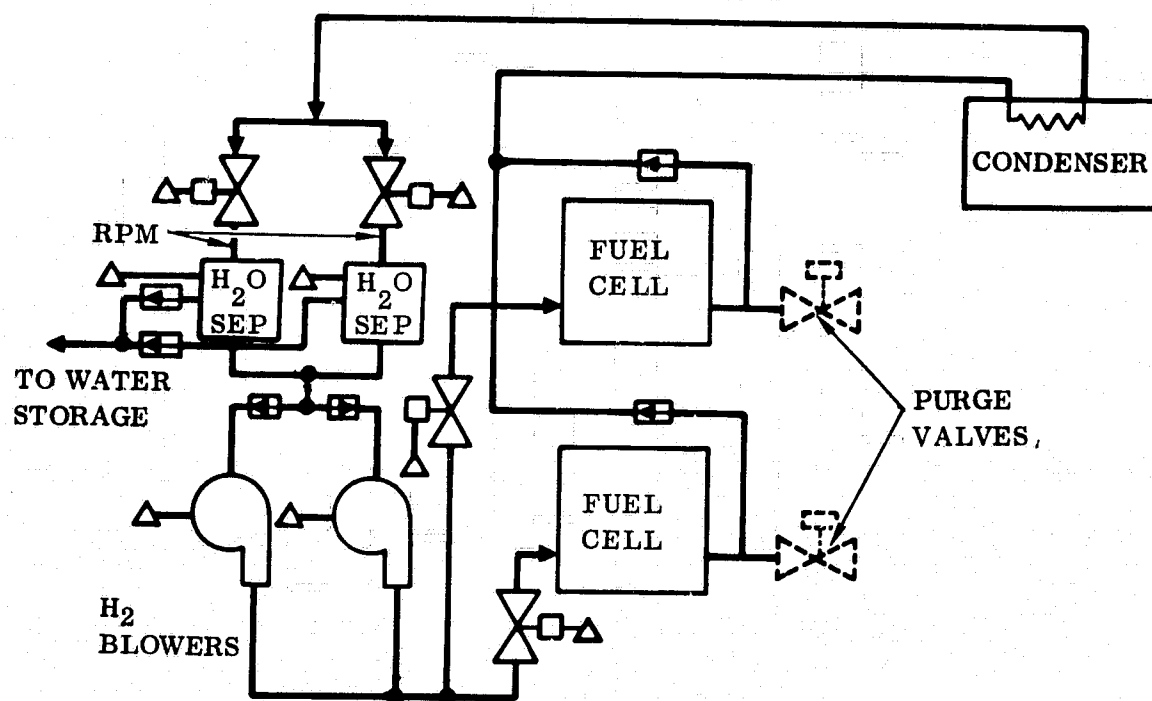 CONDENSER
RPM
FUEL
CELL
H2O
SEP
H2O
SEP
TO WATER
STORAGE
PURGE
VALVES
FUEL
CELL
H2
BLOWERS